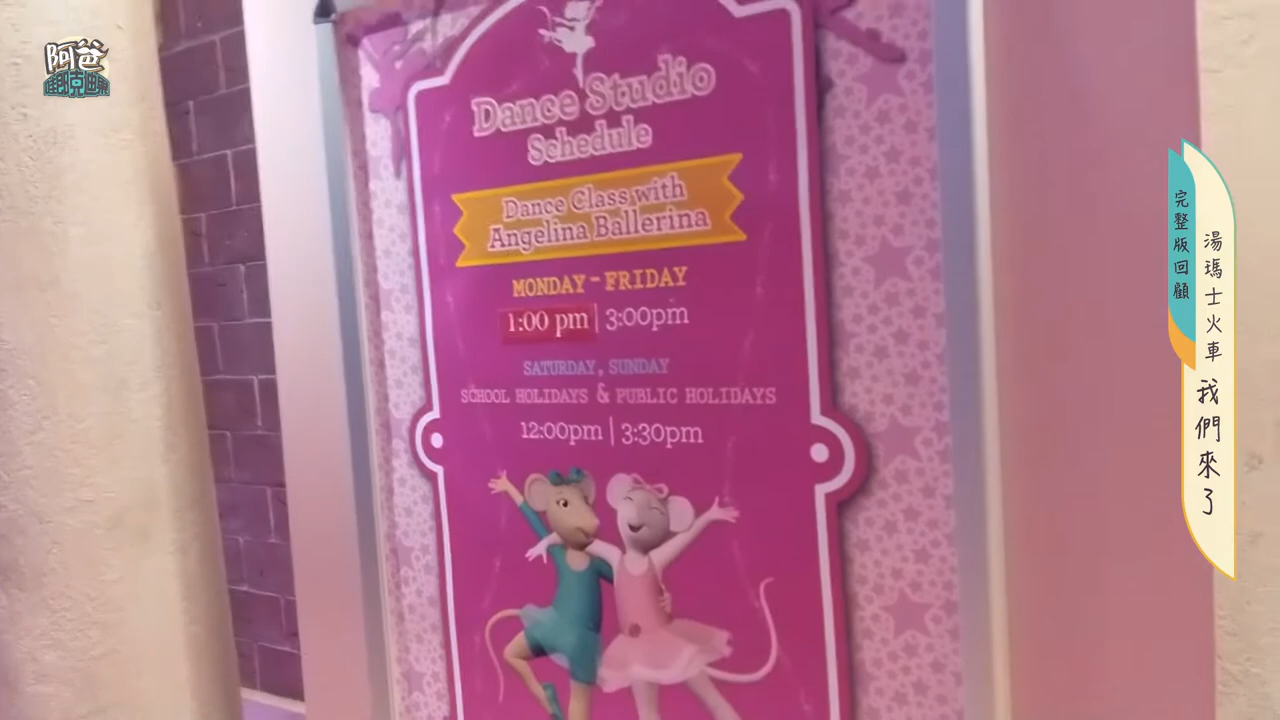 阿爸
Dance Studio
Schedule
Dance Class with
Angelina Ballerina
MONDAY-FRIDAY
1:00 pm | 3:00pm
SATURDAY, SUNDAY
SCHOOL HOLIDAYS & PUBLIC HOLIDAYS
12:00pm | 3:30pm
完整版回顧
湯瑪士火車 我們來了